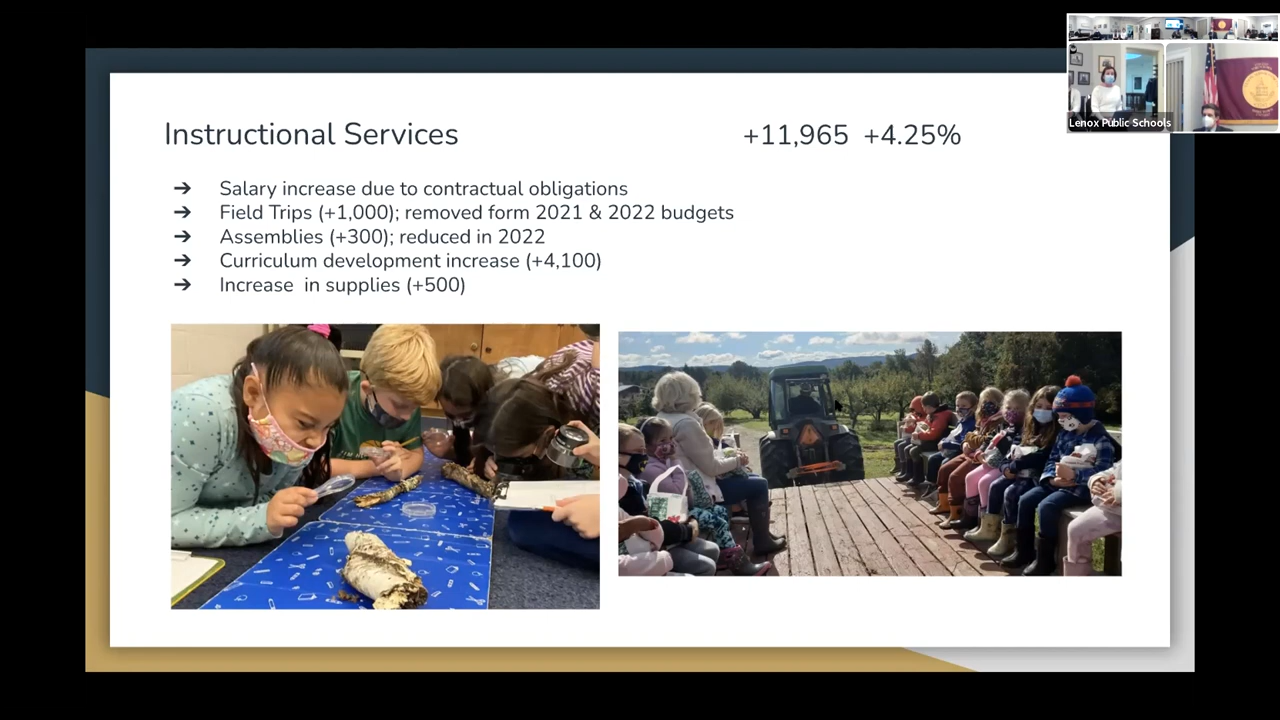 Instructional Services +11,965 +4.25%
➔ Salary increase due to contractual obligations
➔ Field Trips (+1,000); removed form 2021 & 2022 budgets
➔ Assemblies (+300); reduced in 2022
➔ Curriculum development increase (+4,100)
➔ Increase in supplies (+500)
Lenox Public Schools